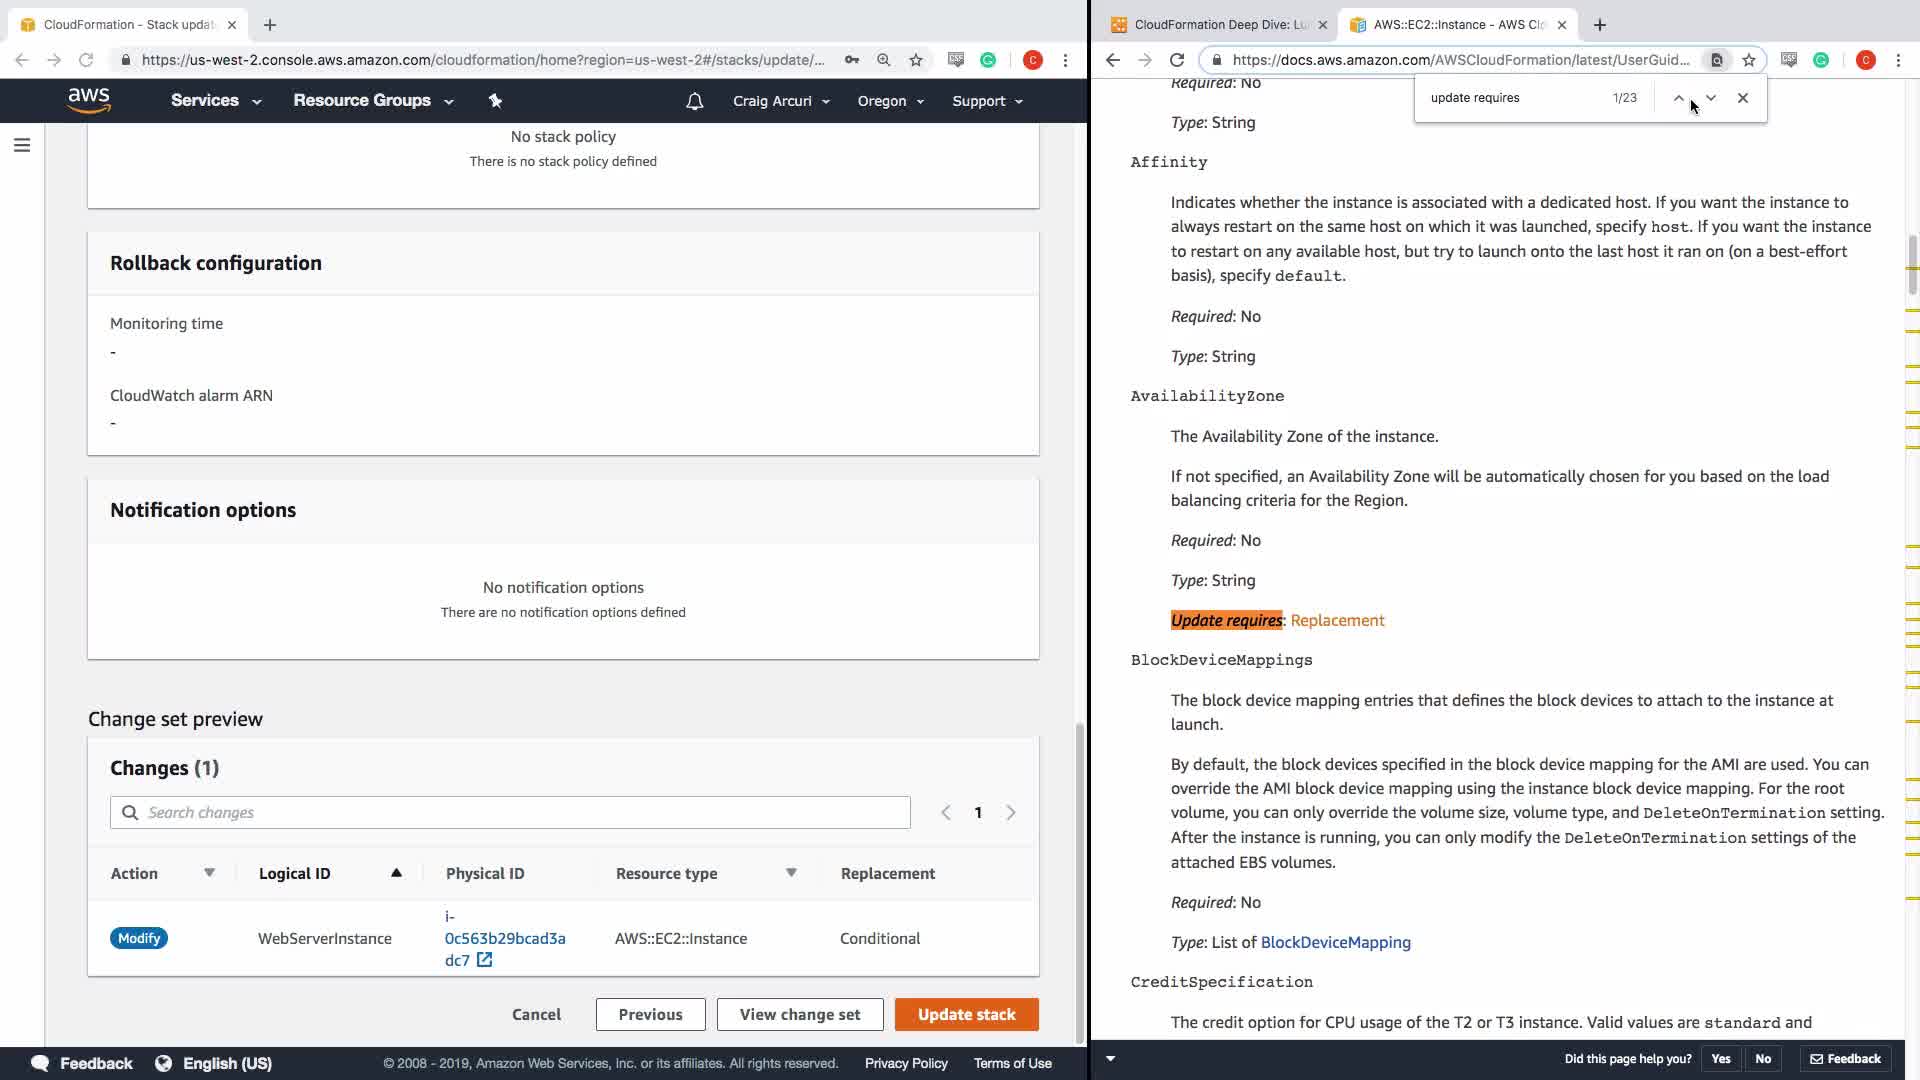 CloudFormation - Stack updat
https://us-west-2.console.aws.amazon.com/cloudformation/home?region=us-west-2#/stacks/update/...
C
aws
Services
Resource Groups
Craig Arcuri
Oregon
Support
No stack policy
There is no stack policy defined
Rollback configuration
Monitoring time
-
CloudWatch alarm ARN
-
Notification options
No notification options
There are no notification options defined
Change set preview
Changes (1)
Search changes
1
Action
Logical ID
Physical ID
Resource type
Replacement
Modify
WebServerInstance
i-
0c563b29bcad3a
dc7
AWS::EC2::Instance
Conditional
Cancel
Previous
View change set
Update stack
Feedback
English (US)
© 2008 - 2019, Amazon Web Services, Inc. or its affiliates. All rights reserved.
Privacy Policy
Terms of Use
CloudFormation Deep Dive: Lu
AWS::EC2::Instance - AWS Clo
https://docs.aws.amazon.com/AWSCloudFormation/latest/UserGuid...
C
update requires
1/23
Required: No
Type: String
Affinity
Indicates whether the instance is associated with a dedicated host. If you want the instance to
always restart on the same host on which it was launched, specify host. If you want the instance
to restart on any available host, but try to launch onto the last host it ran on (on a best-effort
basis), specify default.
Required: No
Type: String
AvailabilityZone
The Availability Zone of the instance.
If not specified, an Availability Zone will be automatically chosen for you based on the load
balancing criteria for the Region.
Required: No
Type: String
Update requires: Replacement
BlockDeviceMappings
The block device mapping entries that defines the block devices to attach to the instance at
launch.
By default, the block devices specified in the block device mapping for the AMI are used. You can
override the AMI block device mapping using the instance block device mapping. For the root
volume, you can only override the volume size, volume type, and DeleteOnTermination setting.
After the instance is running, you can only modify the DeleteOnTermination settings of the
attached EBS volumes.
Required: No
Type: List of BlockDeviceMapping
CreditSpecification
The credit option for CPU usage of the T2 or T3 instance. Valid values are standard and
Did this page help you?
Yes
No
Feedback